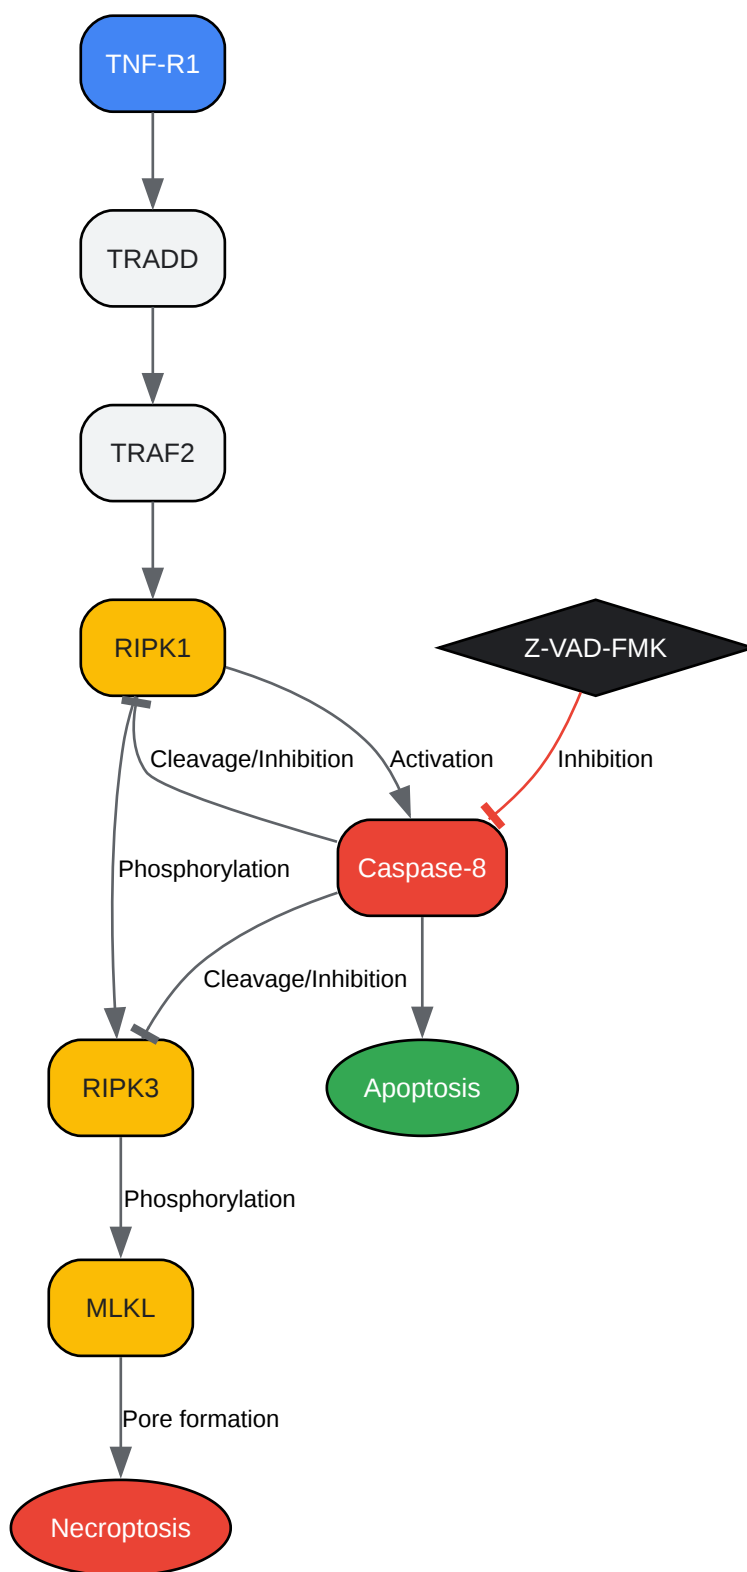 TNF-R1
TRADD
TRAF2
RIPK1
Z-VAD-FMK
Cleavage/Inhibition
Activation
Inhibition
Phosphorylation
Caspase-8
Cleavage/Inhibition
RIPK3
Apoptosis
Phosphorylation
MLKL
Pore formation
Necroptosis